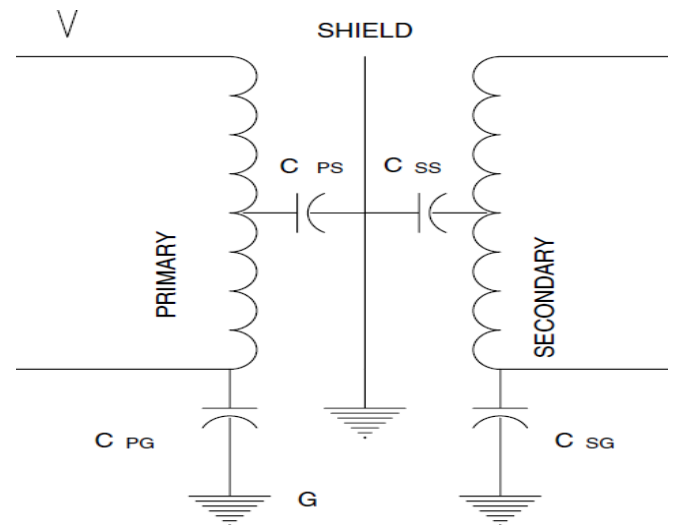 V
SHIELD
C PS
C SS
PRIMARY
SECONDARY
C PG
G
C SG